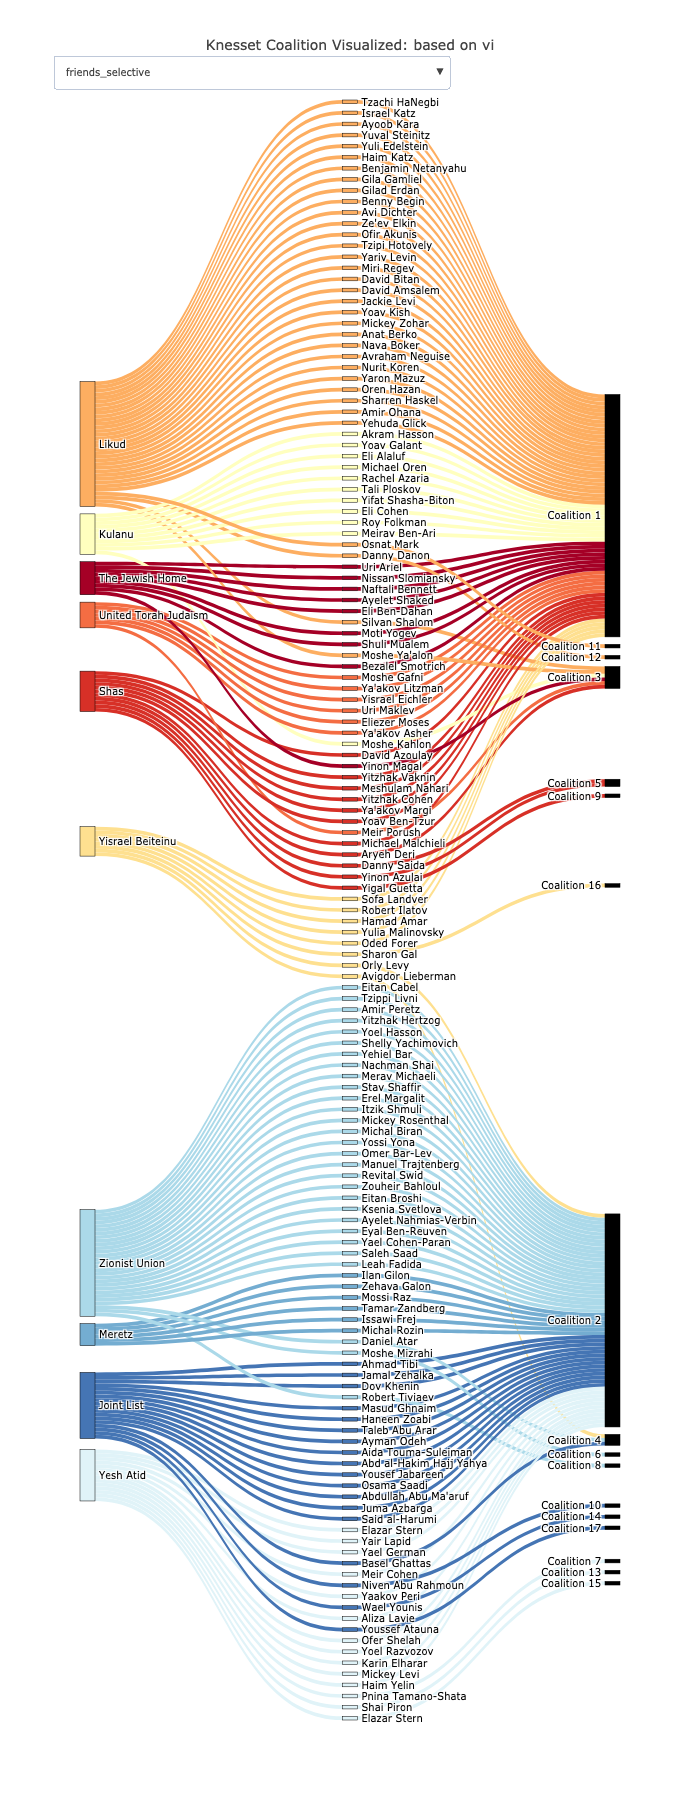 Knesset Coalition Visualized: based on vi
friends_selective
Tzachi HaNegbi
Israel Katz
Ayoob Kara
Yuval Steinitz
Yuli Edelstein
Haim Katz
Benjamin Netanyahu
Gila Gamliel
Gilad Erdan
Benny Begin
Avi Dichter
Ze'ev Elkin
Ofir Akunis
Tzipi Hotovely
Yariv Levin
Miri Regev
David Bitan
David Amsalem
Jackie Levi
Yoav Kish
Mickey Zohar
Anat Berko
Nava Boker
Avraham Neguise
Nurit Koren
Yaron Mazuz
Oren Hazan
Sharren Haskel
Amir Ohana
Yehuda Glick
Akram Hasson
Yoav Galant
Eli Alaluf
Michael Oren
Rachel Azaria
Tali Ploskov
Yifat Shasha-Biton
Eli Cohen
Roy Folkman
Meirav Ben-Ari
Osnat Mark
Danny Danon
Uri Ariel
Nissan Slomiansky
Naftali Bennett
Ayelet Shaked
Eli Ben-Dahan
Silvan Shalom
Moti Yogev
Shuli Mualem
Moshe Ya'alon
Bezalel Smotrich
Moshe Gafni
Ya'akov Litzman
Yisrael Eichler
Uri Maklev
Eliezer Moses
Ya'akov Asher
Moshe Kahlon
David Azoulay
Yinon Magal
Yitzhak Vaknin
Meshulam Nahari
Yitzhak Cohen
Ya'akov Margi
Yoav Ben-Tzur
Meir Porush
Michael Malchieli
Aryeh Deri
Danny Saida
Yinon Azulai
Yigal Guetta
Sofa Landver
Robert Ilatov
Hamad Amar
Yulia Malinovsky
Oded Forer
Sharon Gal
Orly Levy
Avigdor Lieberman
Eitan Cabel
Tzippi Livni
Amir Peretz
Yitzhak Hertzog
Yoel Hasson
Shelly Yachimovich
Yehiel Bar
Nachman Shai
Merav Michaeli
Stav Shaffir
Erel Margalit
Itzik Shmuli
Mickey Rosenthal
Michal Biran
Yossi Yona
Omer Bar-Lev
Manuel Trajtenberg
Revital Swid
Zouheir Bahloul
Eitan Broshi
Ksenia Svetlova
Ayelet Nahmias-Verbin
Eyal Ben-Reuven
Yael Cohen-Paran
Saleh Saad
Leah Fadida
Ilan Gilon
Zehava Galon
Mossi Raz
Tamar Zandberg
Issawi Frej
Michal Rozin
Daniel Atar
Moshe Mizrahi
Ahmad Tibi
Jamal Zehalka
Dov Khenin
Robert Tiviaev
Masud Ghnaim
Haneen Zoabi
Taleb Abu Arar
Ayman Odeh
Aida Touma-Suleiman
Abd al-Hakim Hajj Yahya
Yousef Jabareen
Osama Saadi
Abdullah Abu Ma'aruf
Juma Azbarga
Said al-Harumi
Elazar Stern
Yair Lapid
Yael German
Basel Ghattas
Meir Cohen
Niven Abu Rahmoun
Yaakov Peri
Wael Younis
Aliza Lavie
Youssef Atauna
Ofer Shelah
Yoel Razvozov
Karin Elharar
Mickey Levi
Haim Yelin
Pnina Tamano-Shata
Shai Piron
Elazar Stern
Likud
Kulanu
The Jewish Home
United Torah Judaism
Shas
Yisrael Beiteinu
Zionist Union
Meretz
Joint List
Yesh Atid
Coalition 1
Coalition 11
Coalition 12
Coalition 3
Coalition 5
Coalition 9
Coalition 16
Coalition 2
Coalition 4
Coalition 6
Coalition 8
Coalition 10
Coalition 14
Coalition 17
Coalition 7
Coalition 13
Coalition 15